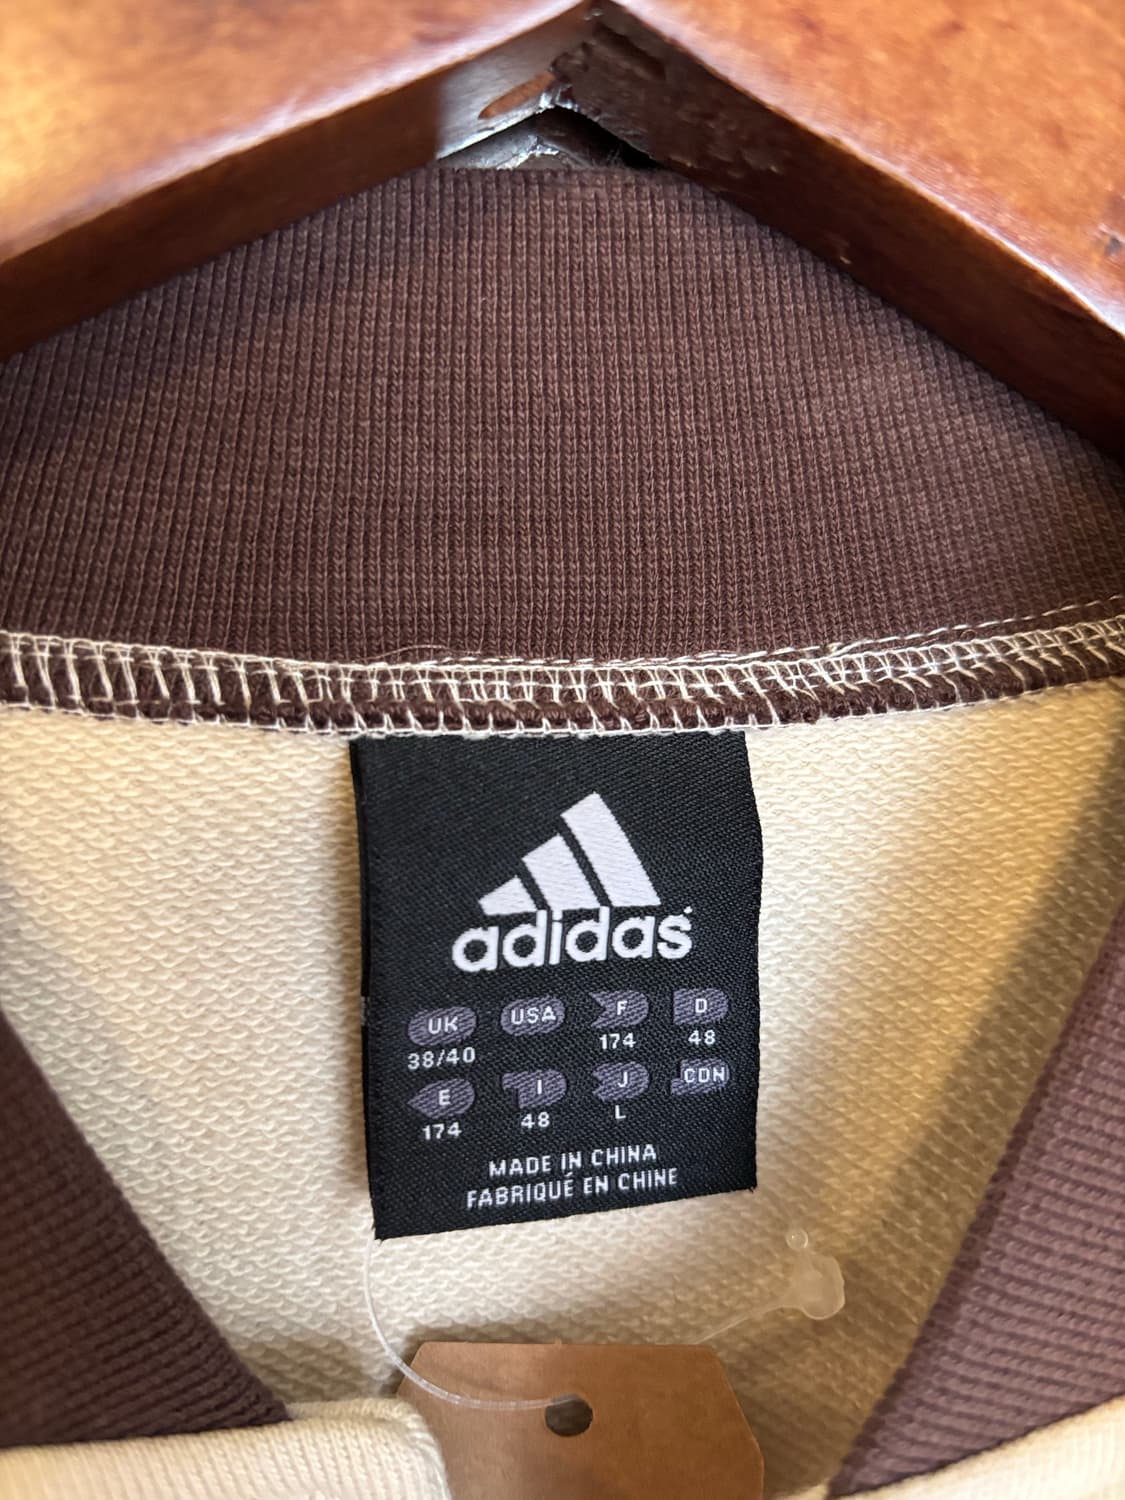 adidas
UK USA F D
38/40 174 48
E I J CDN
174 48 L
MADE IN CHINA
FABRIQUÉ EN CHINE